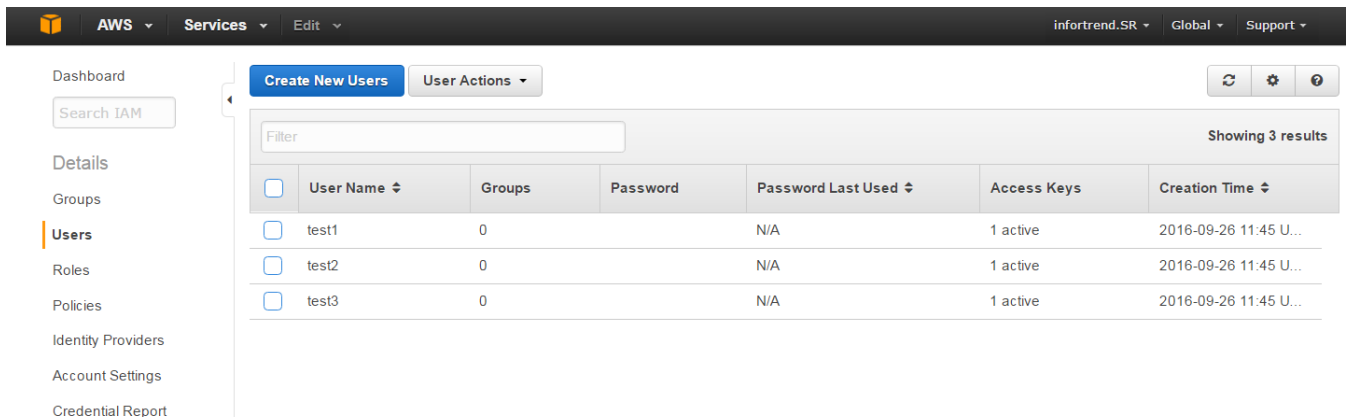 AWS Services Edit infortrend.SR Global Support
Dashboard
Search IAM
Details
Groups
Users
Roles
Policies
Identity Providers
Account Settings
Credential Report
Create New Users User Actions
Filter Showing 3 results
User Name Groups Password Password Last Used Access Keys Creation Time
test1 0 N/A 1 active 2016-09-26 11:45 U...
test2 0 N/A 1 active 2016-09-26 11:45 U...
test3 0 N/A 1 active 2016-09-26 11:45 U...